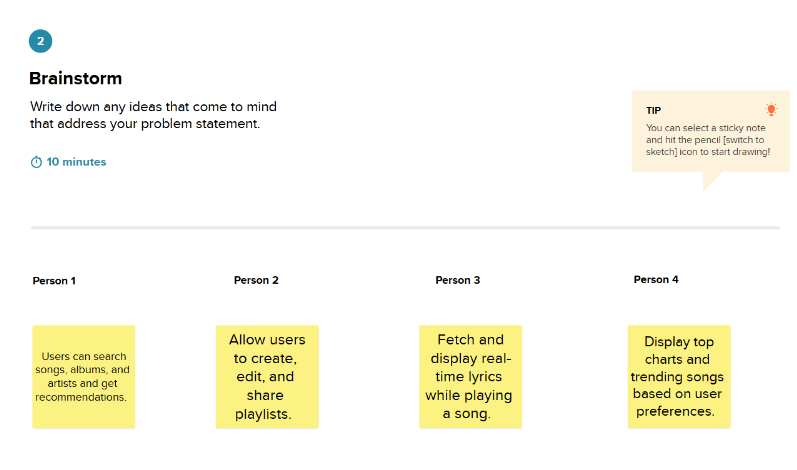 2
Brainstorm
Write down any ideas that come to mind
that address your problem statement.
10 minutes
TIP
You can select a sticky note
and hit the pencil [switch to
sketch] icon to start drawing!
Person 1
Person 2
Person 3
Person 4
Users can search
songs, albums, and
artists and get
recommendations.
Allow users
to create,
edit, and
share
playlists.
Fetch and
display real-
time lyrics
while playing
a song.
Display top
charts and
trending songs
based on user
preferences.